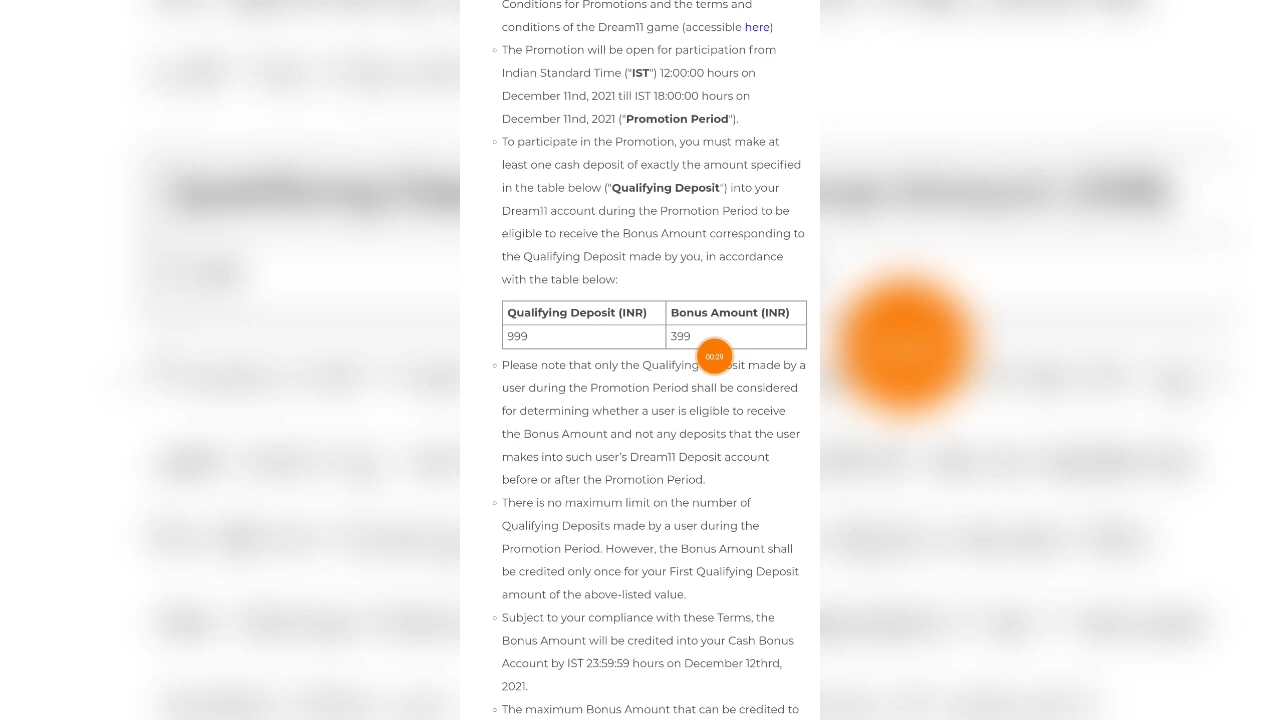 Conditions for Promotions and the terms and
conditions of the Dream11 game (accessible here)
The Promotion will be open for participation from
Indian Standard Time ("IST") 12:00:00 hours on
December 11nd, 2021 till IST 18:00:00 hours on
December 11nd, 2021 ("Promotion Period").
To participate in the Promotion, you must make at
least one cash deposit of exactly the amount specified
in the table below ("Qualifying Deposit") into your
Dream11 account during the Promotion Period to be
eligible to receive the Bonus Amount corresponding to
the Qualifying Deposit made by you, in accordance
with the table below:
Qualifying Deposit (INR) Bonus Amount (INR)
999 399
00:29
Please note that only the Qualifying sit made by a
user during the Promotion Period shall be considered
for determining whether a user is eligible to receive
the Bonus Amount and not any deposits that the user
makes into such user's Dream11 Deposit account
before or after the Promotion Period.
There is no maximum limit on the number of
Qualifying Deposits made by a user during the
Promotion Period. However, the Bonus Amount shall
be credited only once for your First Qualifying Deposit
amount of the above-listed value.
Subject to your compliance with these Terms, the
Bonus Amount will be credited into your Cash Bonus
Account by IST 23:59:59 hours on December 12thrd,
2021.
The maximum Bonus Amount that can be credited to